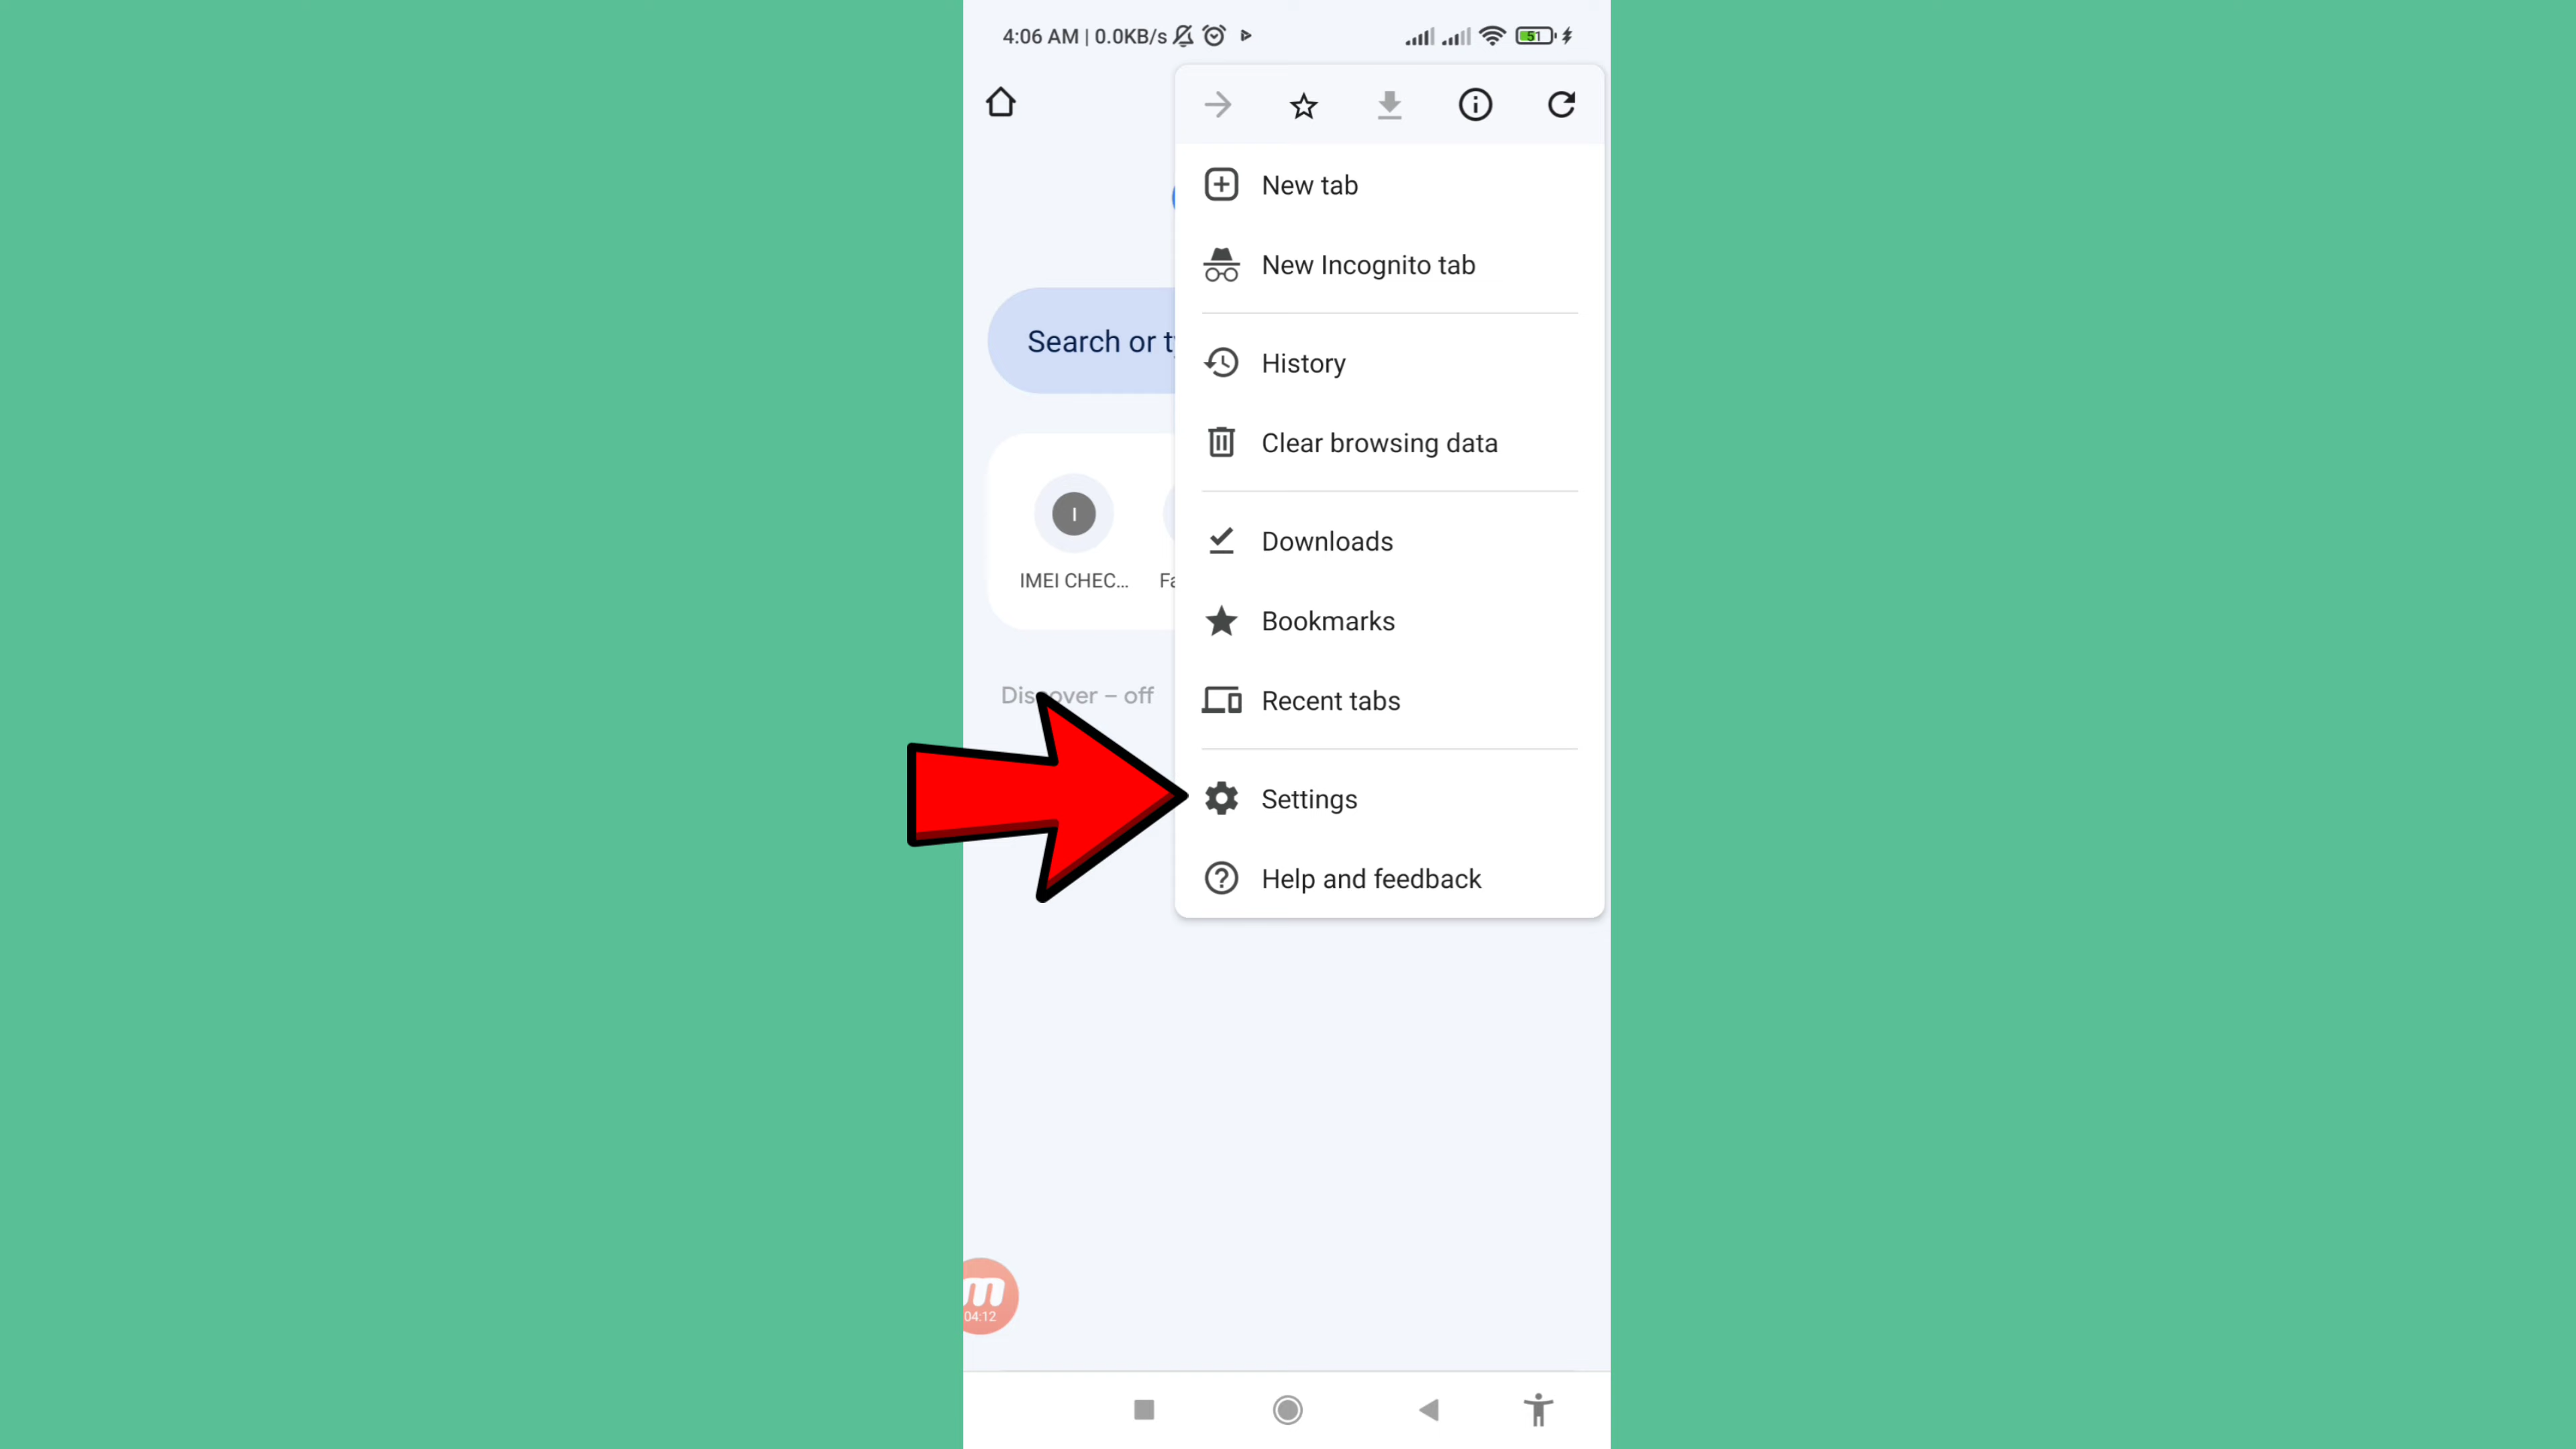 4:06 AM | 0.0KB/s
51
New tab
New Incognito tab
Search or t
History
Clear browsing data
I
Downloads
IMEI CHEC...
Fa
Bookmarks
Discover – off
Recent tabs
Settings
Help and feedback
m
04:12